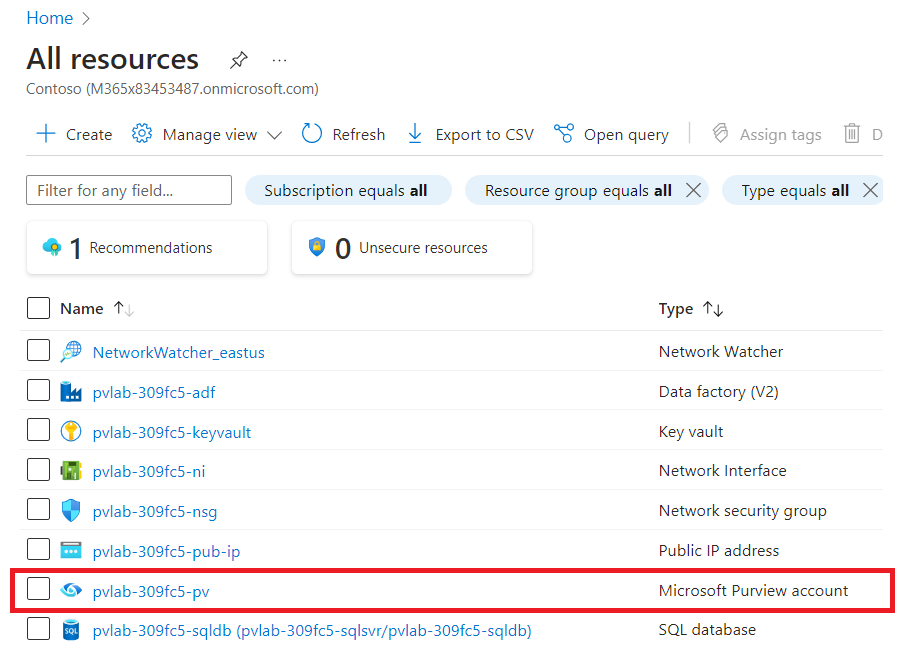 Home
All resources
Contoso (M365x83453487.onmicrosoft.com)
Create Manage view Refresh Export to CSV Open query Assign tags D
Filter for any field... Subscription equals all Resource group equals all Type equals all
1 Recommendations 0 Unsecure resources
Name Type
NetworkWatcher_eastus Network Watcher
pvlab-309fc5-adf Data factory (V2)
pvlab-309fc5-keyvault Key vault
pvlab-309fc5-ni Network Interface
pvlab-309fc5-nsg Network security group
pvlab-309fc5-pub-ip Public IP address
pvlab-309fc5-pv Microsoft Purview account
SQL pvlab-309fc5-sqldb (pvlab-309fc5-sqlsvr/pvlab-309fc5-sqldb) SQL database